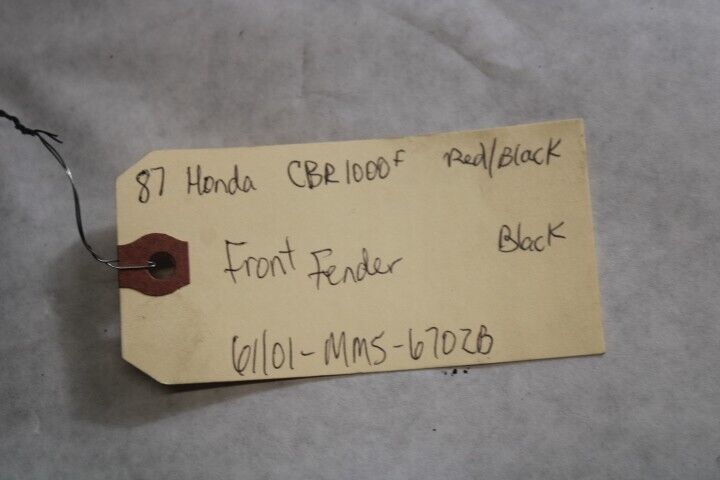 87 Honda CBR1000F Red/Black
Front Fender Black
61101-MM5-6702B